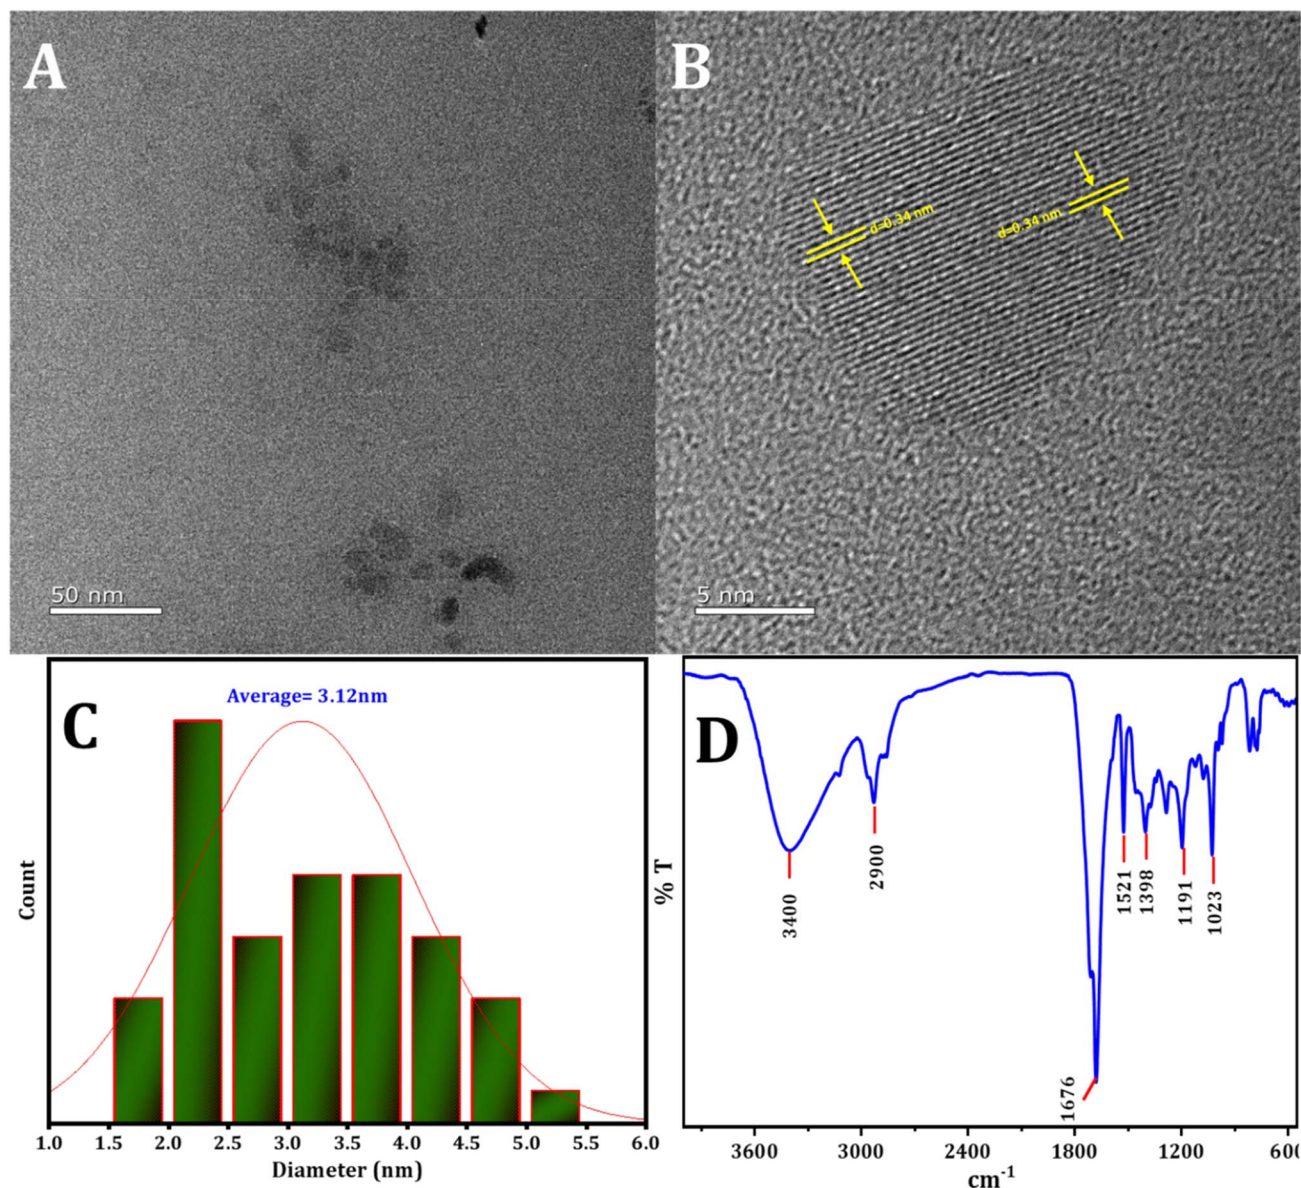 A
B
d=0.34 nm
d=0.34 nm
50 nm
5 nm
Average= 3.12nm
C
Count
1.0 1.5 2.0 2.5 3.0 3.5 4.0 4.5 5.0 5.5 6.0
Diameter (nm)
D
% T
3400
2900
1676
1521
1398
1191
1023
3600 3000 2400 1800 1200 600
cm⁻¹